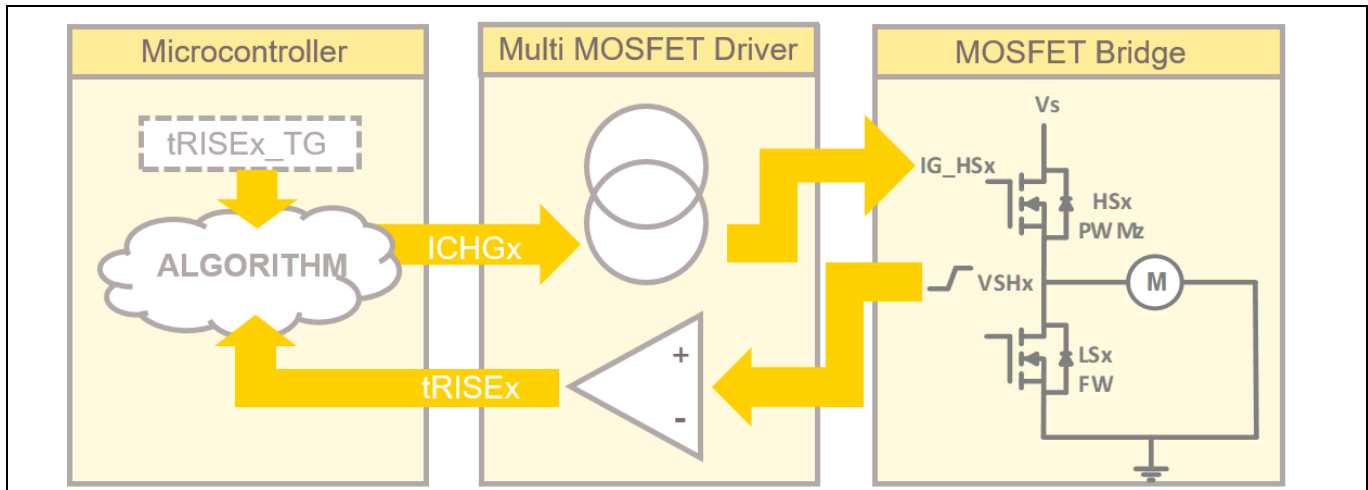 Microcontroller
tRISEx_TG
ALGORITHM
ICHGx
tRISEx
Multi MOSFET Driver
+
-
MOSFET Bridge
Vs
IG_HSx
HSx
PWMz
VSHx
M
LSx
FW